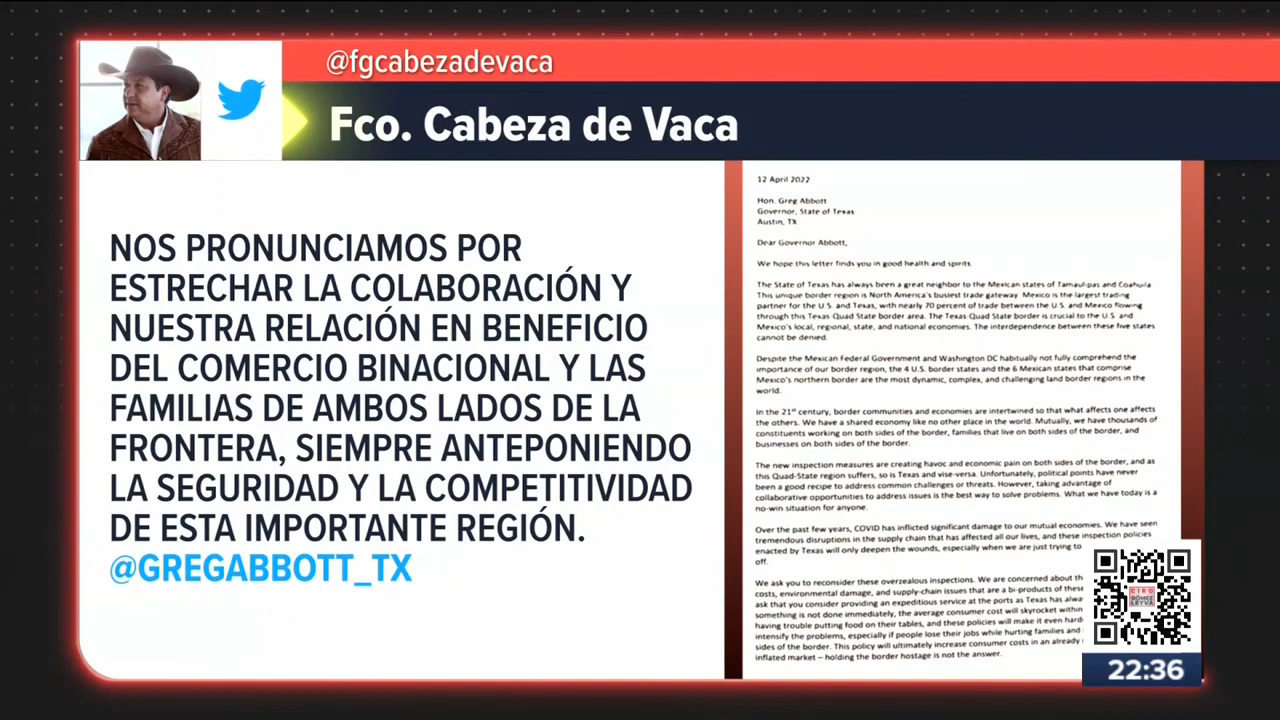 @fgcabezadevaca
Fco. Cabeza de Vaca
NOS PRONUNCIAMOS POR
ESTRECHAR LA COLABORACIÓN Y
NUESTRA RELACIÓN EN BENEFICIO
DEL COMERCIO BINACIONAL Y LAS
FAMILIAS DE AMBOS LADOS DE LA
FRONTERA, SIEMPRE ANTEPONIENDO
LA SEGURIDAD Y LA COMPETITIVIDAD
DE ESTA IMPORTANTE REGIÓN.
@GREGABBOTT_TX
12 April 2022
Hon. Greg Abbott
Governor, State of Texas
Austin, TX
Dear Governor Abbott,
We hope this letter finds you in good health and spirits.
The State of Texas has always been a great neighbor to the Mexican states of Tamaulipas and Coahuila.
This unique border region is North America's busiest trade gateway. Mexico is the largest trading
partner for the U.S. and Texas, with nearly 70 percent of trade between the U.S. and Mexico flowing
through this Texas Quad State border area. The Texas Quad State border is crucial to the U.S. and
Mexico's local, regional, state, and national economies. The interdependence between these five states
cannot be denied.
Despite the Mexican Federal Government and Washington DC habitually not fully comprehend the
importance of our border region, the 4 U.S. border states and the 6 Mexican states that comprise
Mexico's northern border are the most dynamic, complex, and challenging land border regions in the
world.
In the 21st century, border communities and economies are intertwined so that what affects one affects
the others. We have a shared economy like no other place in the world. Mutually, we have thousands of
constituents working on both sides of the border, families that live on both sides of the border, and
businesses on both sides of the border.
The new inspection measures are creating havoc and economic pain on both sides of the border, and as
this Quad-State region suffers, so is Texas and vise-versa. Unfortunately, political points have never
been a good recipe to address common challenges or threats. However, taking advantage of
collaborative opportunities to address issues is the best way to solve problems. What we have today is a
no-win situation for anyone.
Over the past few years, COVID has inflicted significant damage to our mutual economies. We have seen
tremendous disruptions in the supply chain that has affected all our lives, and these inspection policies
enacted by Texas will only deepen the wounds, especially when we are just trying to
off.
We ask you to reconsider these overzealous inspections. We are concerned about th
costs, environmental damage, and supply-chain issues that are a bi-products of these
ask that you consider providing an expeditious service at the ports as Texas has alwa
something is not done immediately, the average consumer cost will skyrocket within
having trouble putting food on their tables, and these policies will make it even hard
intensify the problems, especially if people lose their jobs while hurting families and
sides of the border. This policy will ultimately increase consumer costs in an already
inflated market – holding the border hostage is not the answer.
CIRO
GÓMEZ
LEYVA
22:36